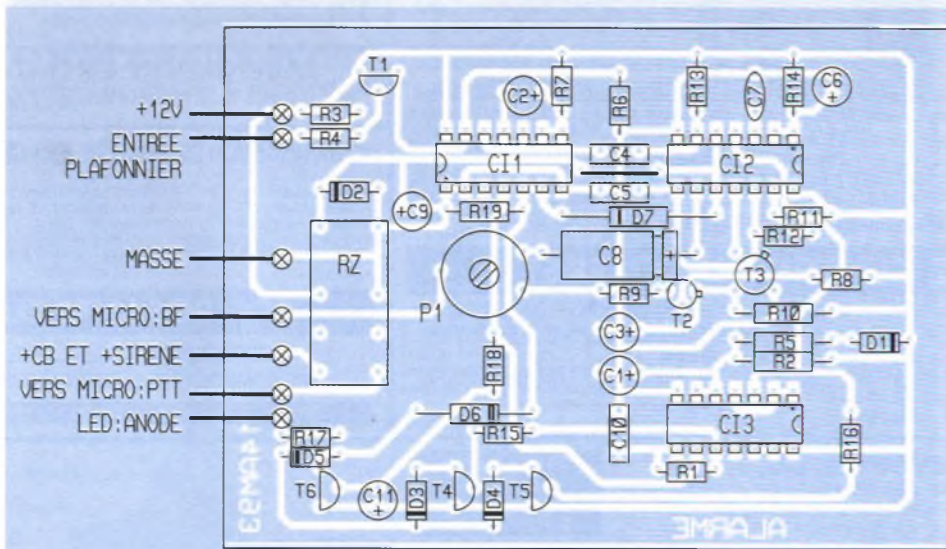 T1
R7
R6
R13
R14
C6
+
C2+
C7
+12V
R3
ENTREE
PLAFONNIER
R4
CI1
C4
CI2
D2
+C9
C5
R19
D7
R11
R12
MASSE
RZ
C8
+
T3
R8
P1
R9
T2
VERS MICRO:BF
C3+
R10
+CB ET +SIRENE
R5
D1
R18
R2
VERS MICRO:PTT
C1+
LED:ANODE
D6
R17
R15
C10
CI3
R16
D5
R1
T6
C11
+
D3
T4
D4
T5
ALARME